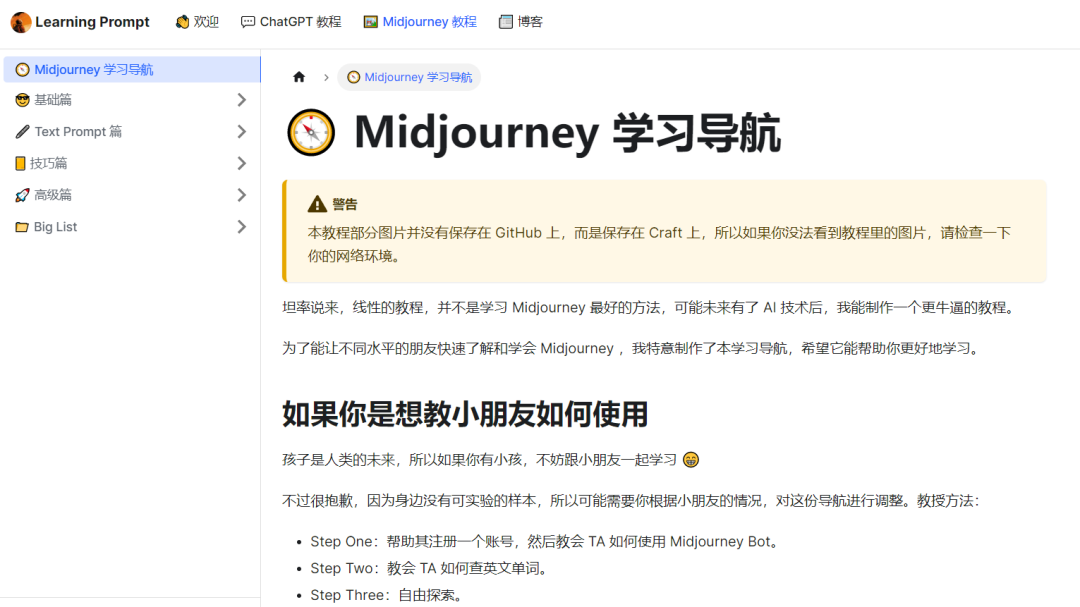 Learning Prompt 欢迎 ChatGPT 教程 Midjourney 教程 博客
Midjourney 学习导航
基础篇
Text Prompt 篇
技巧篇
高级篇
Big List
Midjourney 学习导航
Midjourney 学习导航
警告
本教程部分图片并没有保存在 GitHub 上，而是保存在 Craft 上，所以如果你没法看到教程里的图片，请检查一下
你的网络环境。
坦率说来，线性的教程，并不是学习 Midjourney 最好的方法，可能未来有了 AI 技术后，我能制作一个更牛逼的教程。
为了能让不同水平的朋友快速了解和学会 Midjourney ，我特意制作了本学习导航，希望它能帮助你更好地学习。
如果你是想教小朋友如何使用
孩子是人类的未来，所以如果你有小孩，不妨跟小朋友一起学习 😁
不过很抱歉，因为身边没有可实验的样本，所以可能需要你根据小朋友的情况，对这份导航进行调整。教授方法：
• Step One：帮助其注册一个账号，然后教会 TA 如何使用 Midjourney Bot。
• Step Two：教会 TA 如何查英文单词。
• Step Three：自由探索。